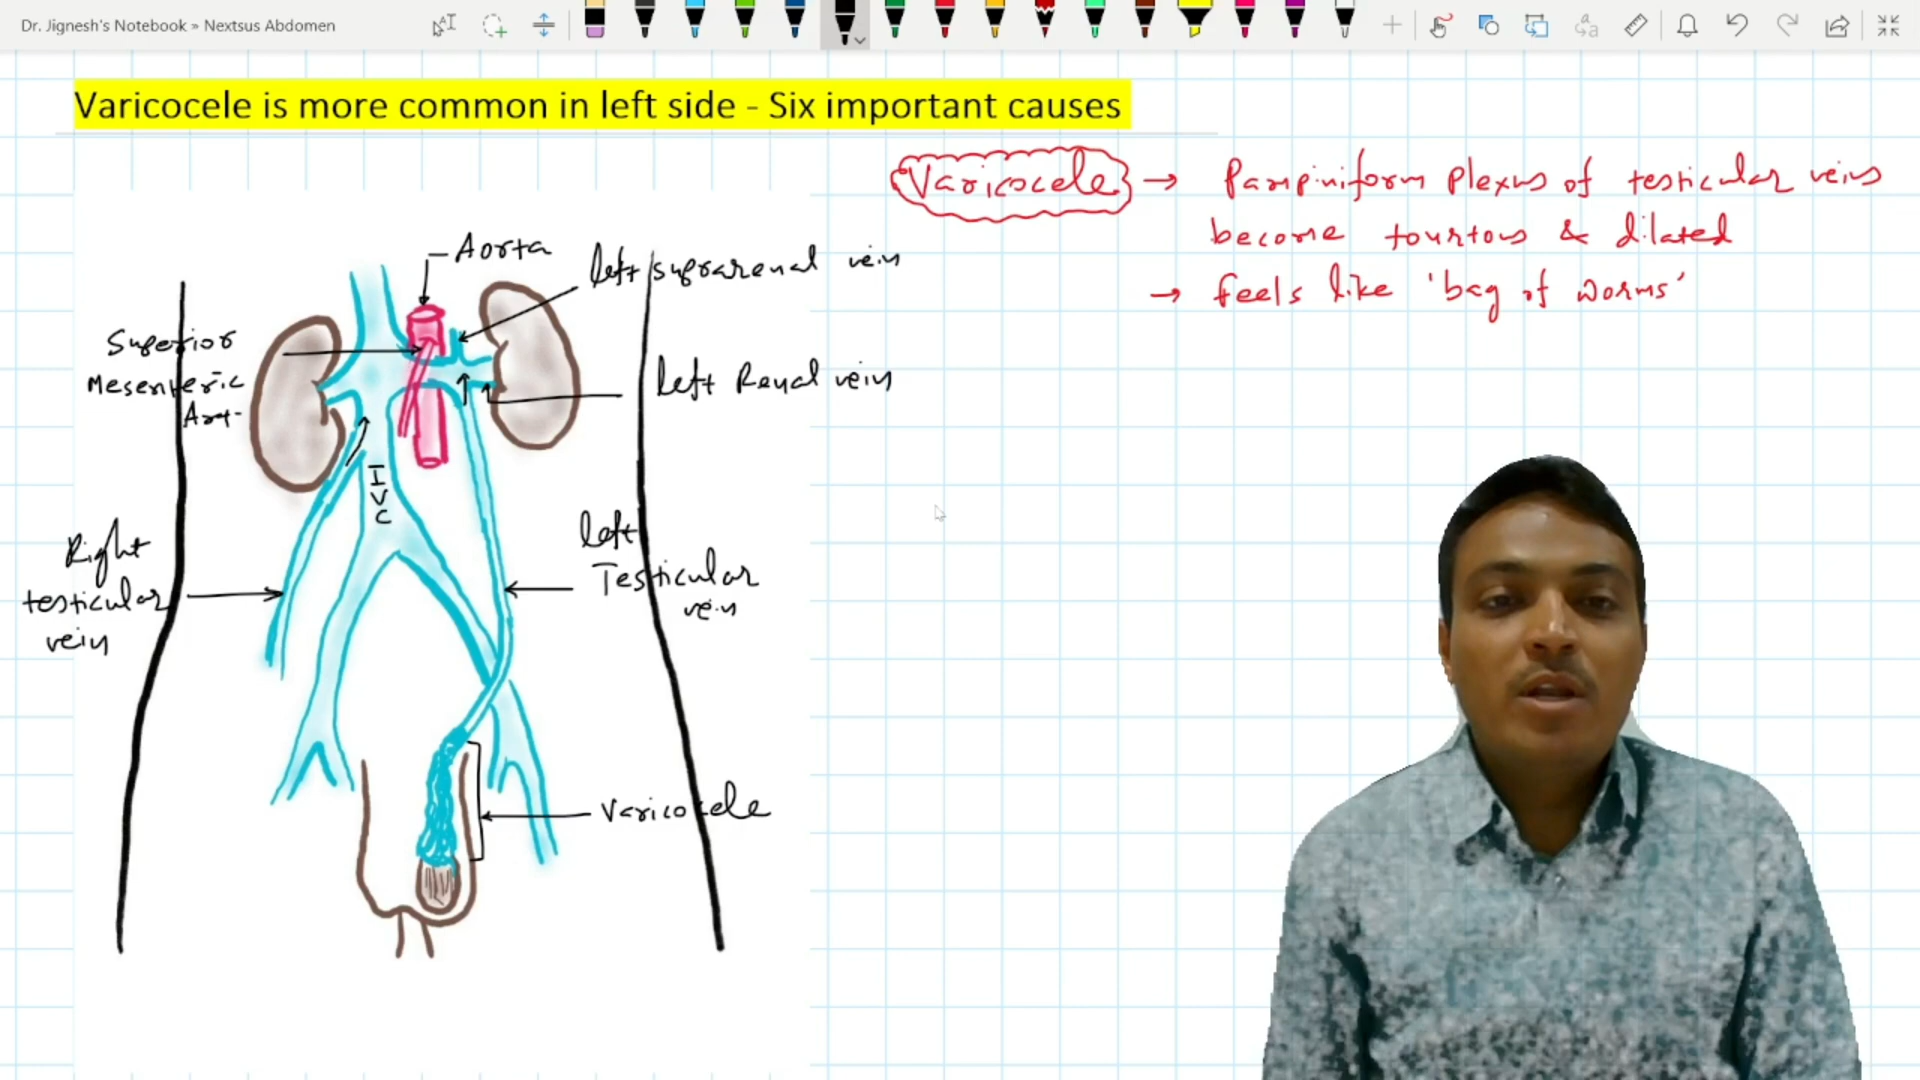 Dr. Jignesh's Notebook » Nextsus Abdomen
Varicocele is more common in left side - Six important causes
Varicocele → Pampiniform plexus of testicular veins
become tourtous & dilated
→ feels like 'bag of worms'
Aorta
left suprarenal vein
Superior
Mesenteric
Art.
left Renal vein
IVC
Right
testicular
vein
left
Testicular
vein
Varicocele